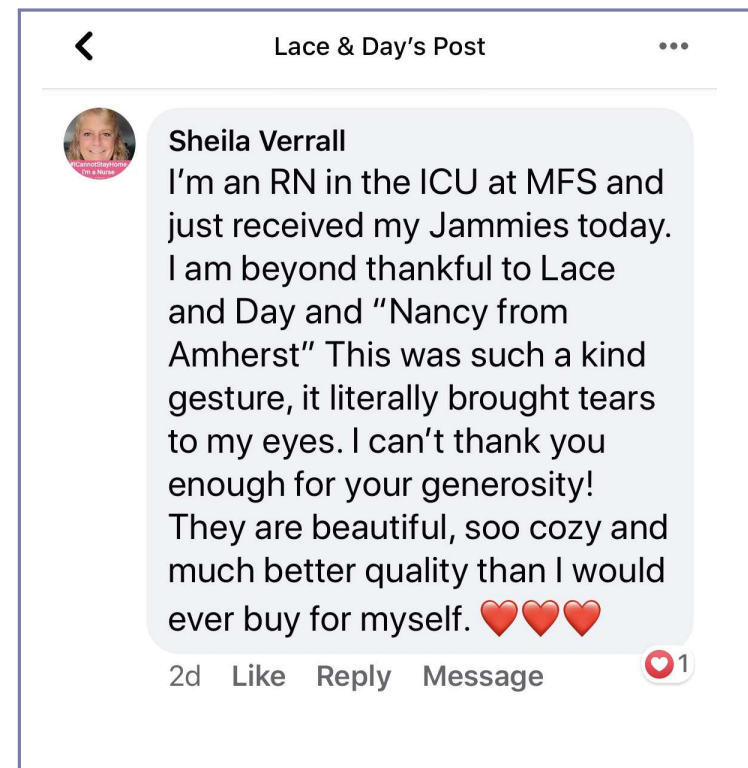 Lace & Day’s Post
Sheila Verrall
I’m an RN in the ICU at MFS and
just received my Jammies today.
I am beyond thankful to Lace
and Day and “Nancy from
Amherst” This was such a kind
gesture, it literally brought tears
to my eyes. I can’t thank you
enough for your generosity!
They are beautiful, soo cozy and
much better quality than I would
ever buy for myself. ❤️❤️❤️
2d Like Reply Message
1
#ICannotStayHome
I'm a Nurse